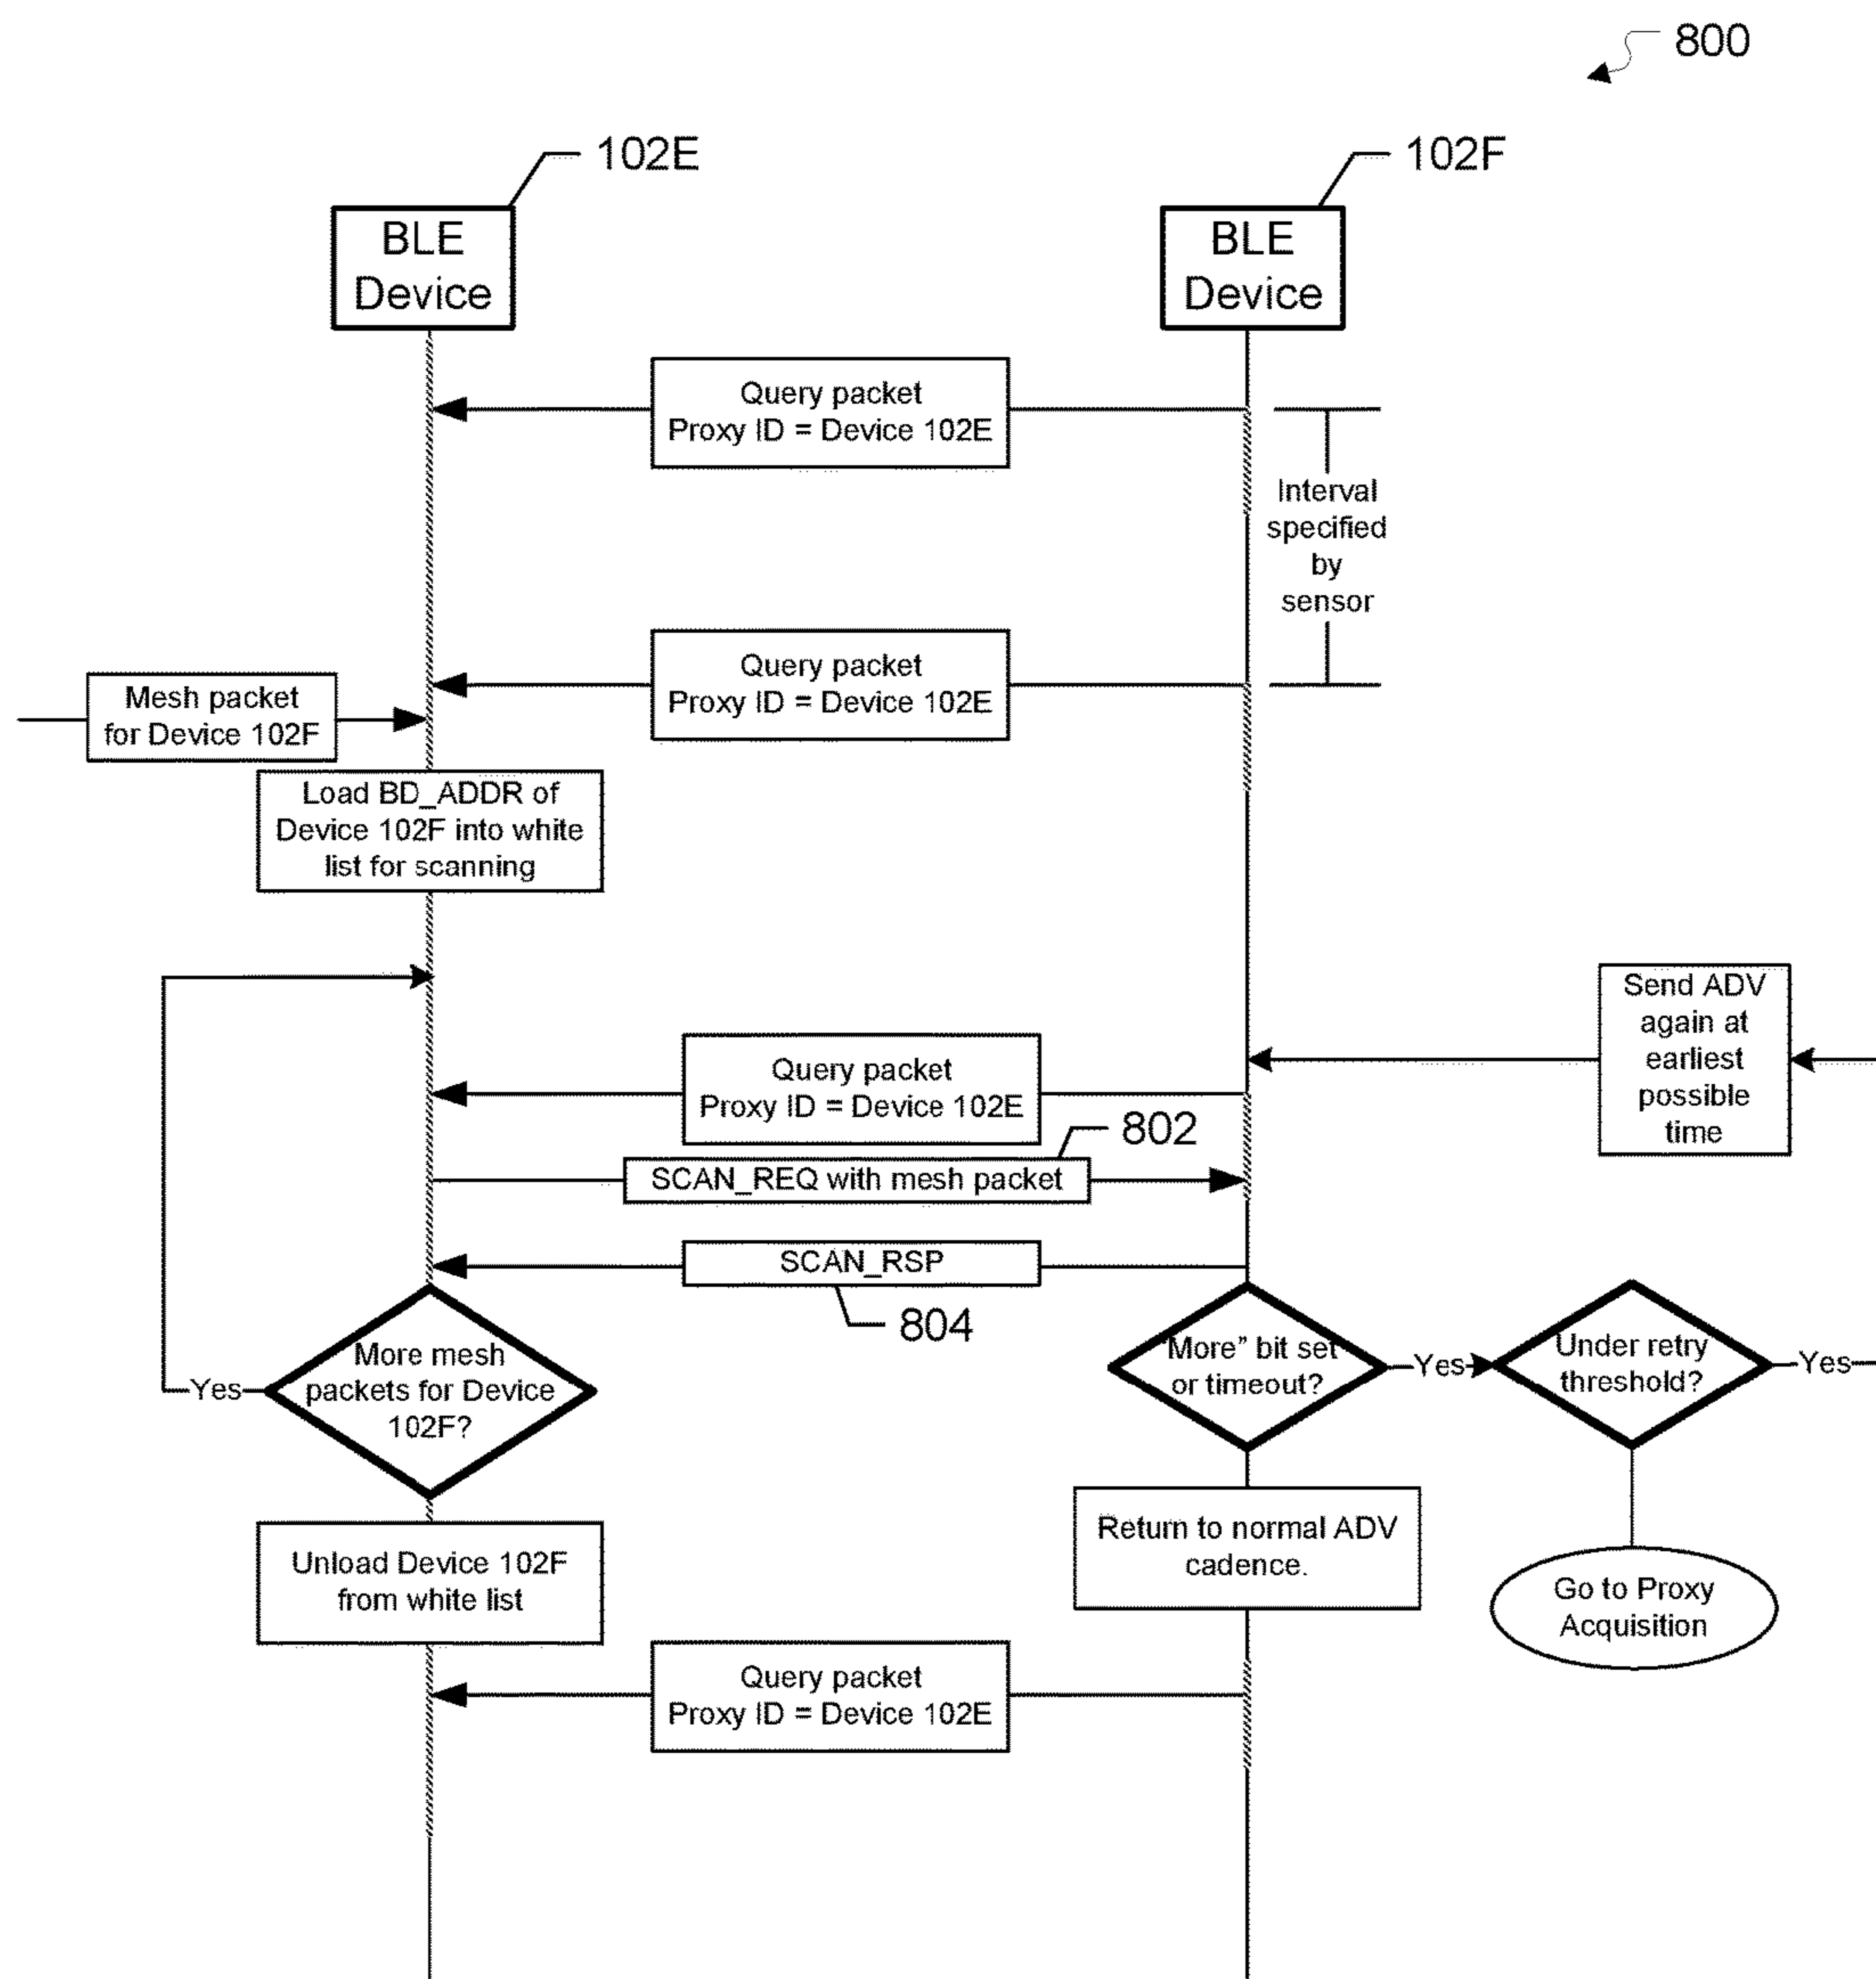 800
102E
102F
BLE
Device
BLE
Device
Query packet
Proxy ID = Device 102E
Interval
specified
by
sensor
Query packet
Proxy ID = Device 102E
Mesh packet
for Device 102F
Load BD_ADDR of
Device 102F into white
list for scanning
Send ADV
again at
earliest
possible
time
Query packet
Proxy ID = Device 102E
802
SCAN_REQ with mesh packet
SCAN_RSP
804
More mesh
packets for Device
102F?
Yes
"More" bit set
or timeout?
Yes
Under retry
threshold?
Yes
Unload Device 102F
from white list
Return to normal ADV
cadence.
Go to Proxy
Acquisition
Query packet
Proxy ID = Device 102E